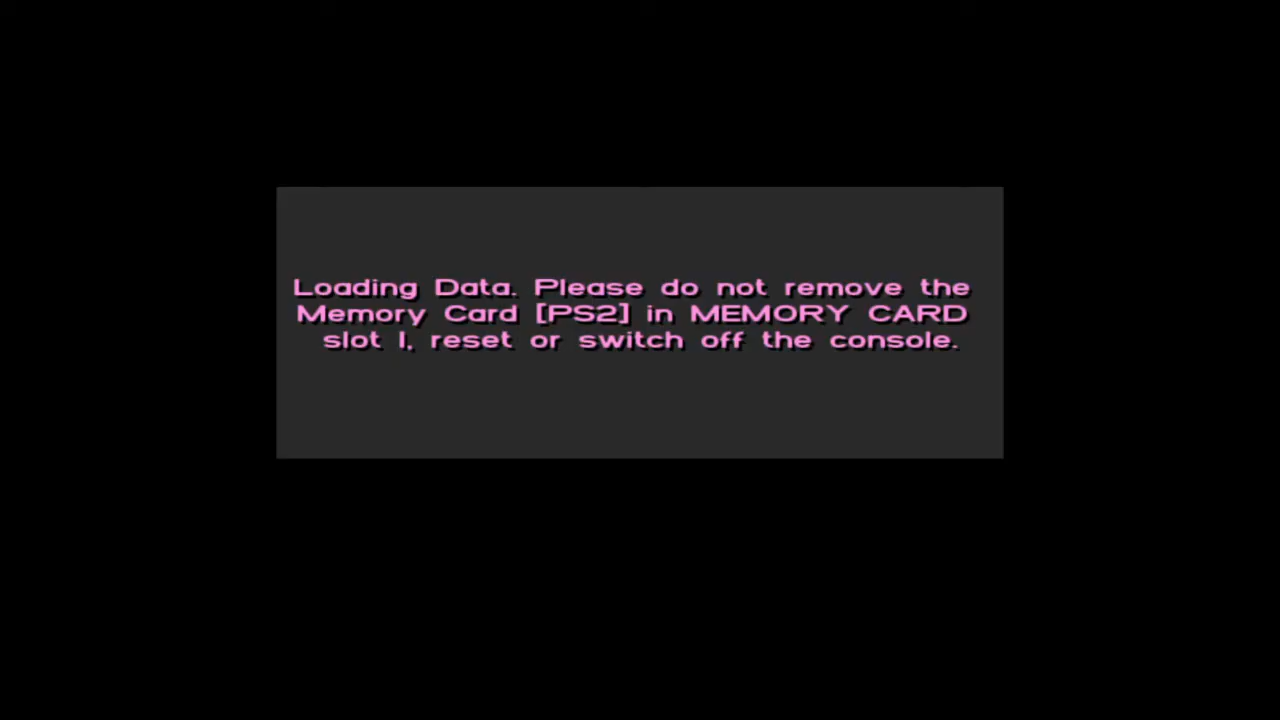 Loading Data. Please do not remove the
Memory Card [PS2] in MEMORY CARD
slot 1, reset or switch off the console.